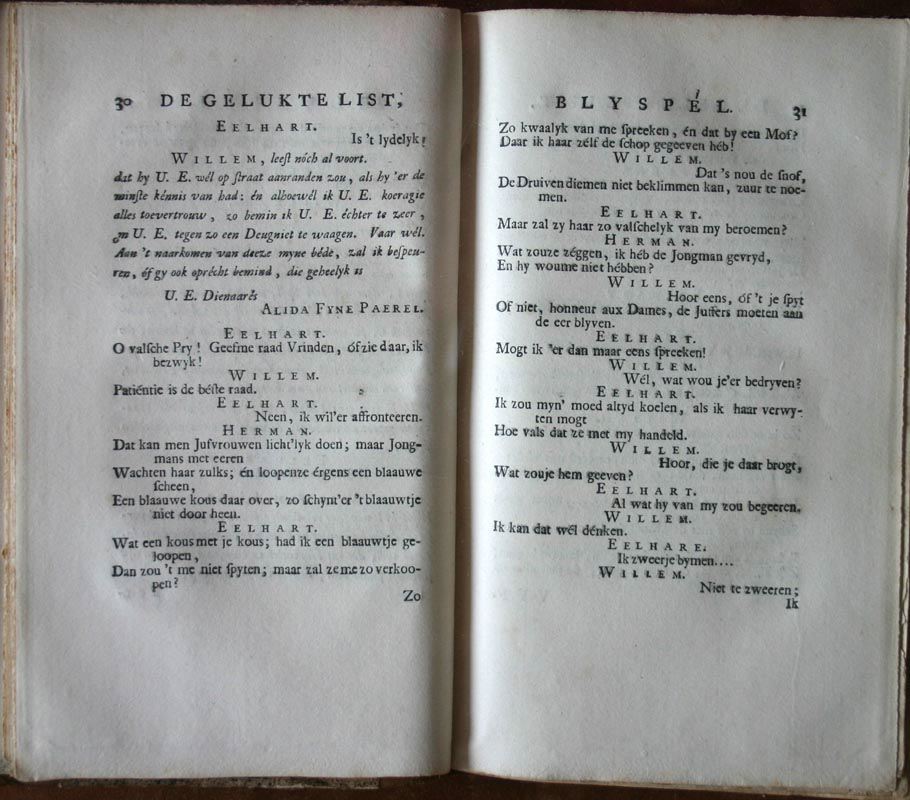 30 DE GELUKTE LIST,
EELHART.
Is 't lydelyk?
WILLEM, leeſt nóch al voort.
dat hy U. E. wél op ſtraat aanranden zou, als hy 'er de
minſte kénnis van had: én alhoewél ik U. E. koeragie
alles toevertrouw, zo bemin ik U. E. échter te zeer,
om U. E. tegen zo een Deugniet te waagen. Vaar wél.
Aan 't naarkomen van deeze myne béde, zal ik beſpeu-
ren, óf gy ook oprécht bemind, die geheelyk is
U. E. Dienaarés
ALIDA FYNE PAEREL.
EELHART.
O valſche Pry! Geefme raad Vrinden, óf zie daar, ik
bezwyk!
WILLEM.
Patiéntie is de béſte raad.
EELHART.
Neen, ik wil'er affronteeren.
HERMAN.
Dat kan men Jufvrouwen licht'lyk doen; maar Jong-
mans met eeren
Wachten haar zulks; én loopenze érgens een blaauwe
ſcheen,
Een blaauwe kous daar over, zo ſchynt'er 't blaauwtje
niet door heen.
EELHART.
Wat een kous met je kous; had ik een blaauwtje ge-
loopen,
Dan zou 't me niet ſpyten; maar zal ze me zo verkoo-
pen?
Zo
BLYSPÉL. 31
Zo kwaalyk van me ſpreeken, én dat by een Mof?
Daar ik haar zélf de ſchop gegeeven héb!
WILLEM.
Dat 's nou de ſnof,
De Druiven diemen niet beklimmen kan, zuur te noe-
men.
EELHART.
Maar zal zy haar zo valſchelyk van my beroemen?
HERMAN.
Wat zouze zéggen, ik héb de Jongman gevryd,
En hy woume niet hébben?
WILLEM.
Hoor eens, óf 't je ſpyt
Of niet, honneur aux Dames, de Juffers moeten aan
de eer blyven.
EELHART.
Mogt ik 'er dan maar eens ſpreeken!
WILLEM.
Wél, wat wou je'er bedryven?
EELHART.
Ik zou myn' moed altyd koelen, als ik haar verwy-
ten mogt
Hoe vals dat ze met my handeld.
WILLEM.
Hoor, die je daar brogt,
Wat zouje hem geeven?
EELHART.
Al wat hy van my zou begeeren.
WILLEM.
Ik kan dat wél dénken.
EELHARE.
Ik zweerje bymen....
WILLEM.
Niet te zweeren;
Ik